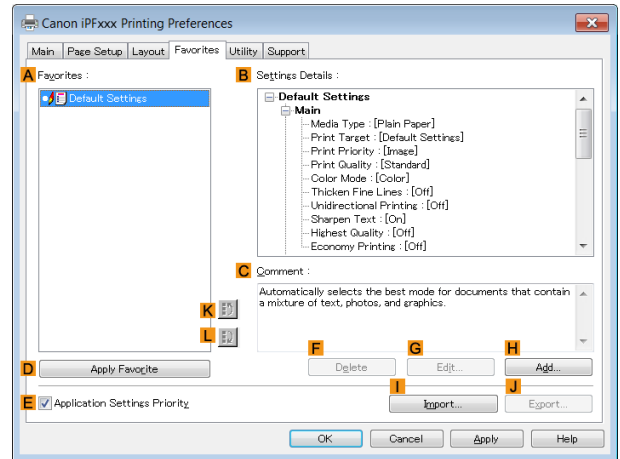 Canon iPFxxx Printing Preferences
Main Page Setup Layout Favorites Utility Support
A Favorites : B Settings Details :
Default Settings
Default Settings
Main
Media Type : [Plain Paper]
Print Target : [Default Settings]
Print Priority : [Image]
Print Quality : [Standard]
Color Mode : [Color]
Thicken Fine Lines : [Off]
Unidirectional Printing : [Off]
Sharpen Text : [On]
Highest Quality : [Off]
Economy Printing : [Off]
C Comment :
Automatically selects the best mode for documents that contain
a mixture of text, photos, and graphics.
K
L
F G H
D Apply Favorite Delete Edit... Add...
I J
E Application Settings Priority Import... Export...
OK Cancel Apply Help